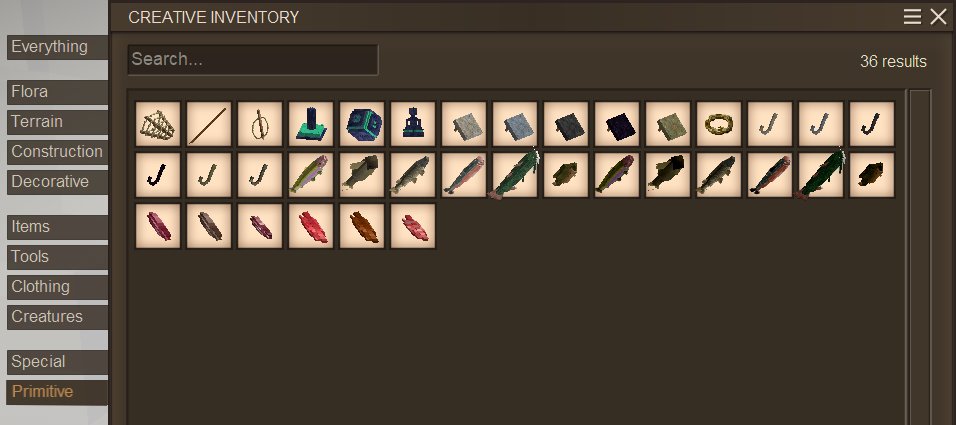 CREATIVE INVENTORY
Search...
36 results
Everything
Flora
Terrain
Construction
Decorative
Items
Tools
Clothing
Creatures
Special
Primitive